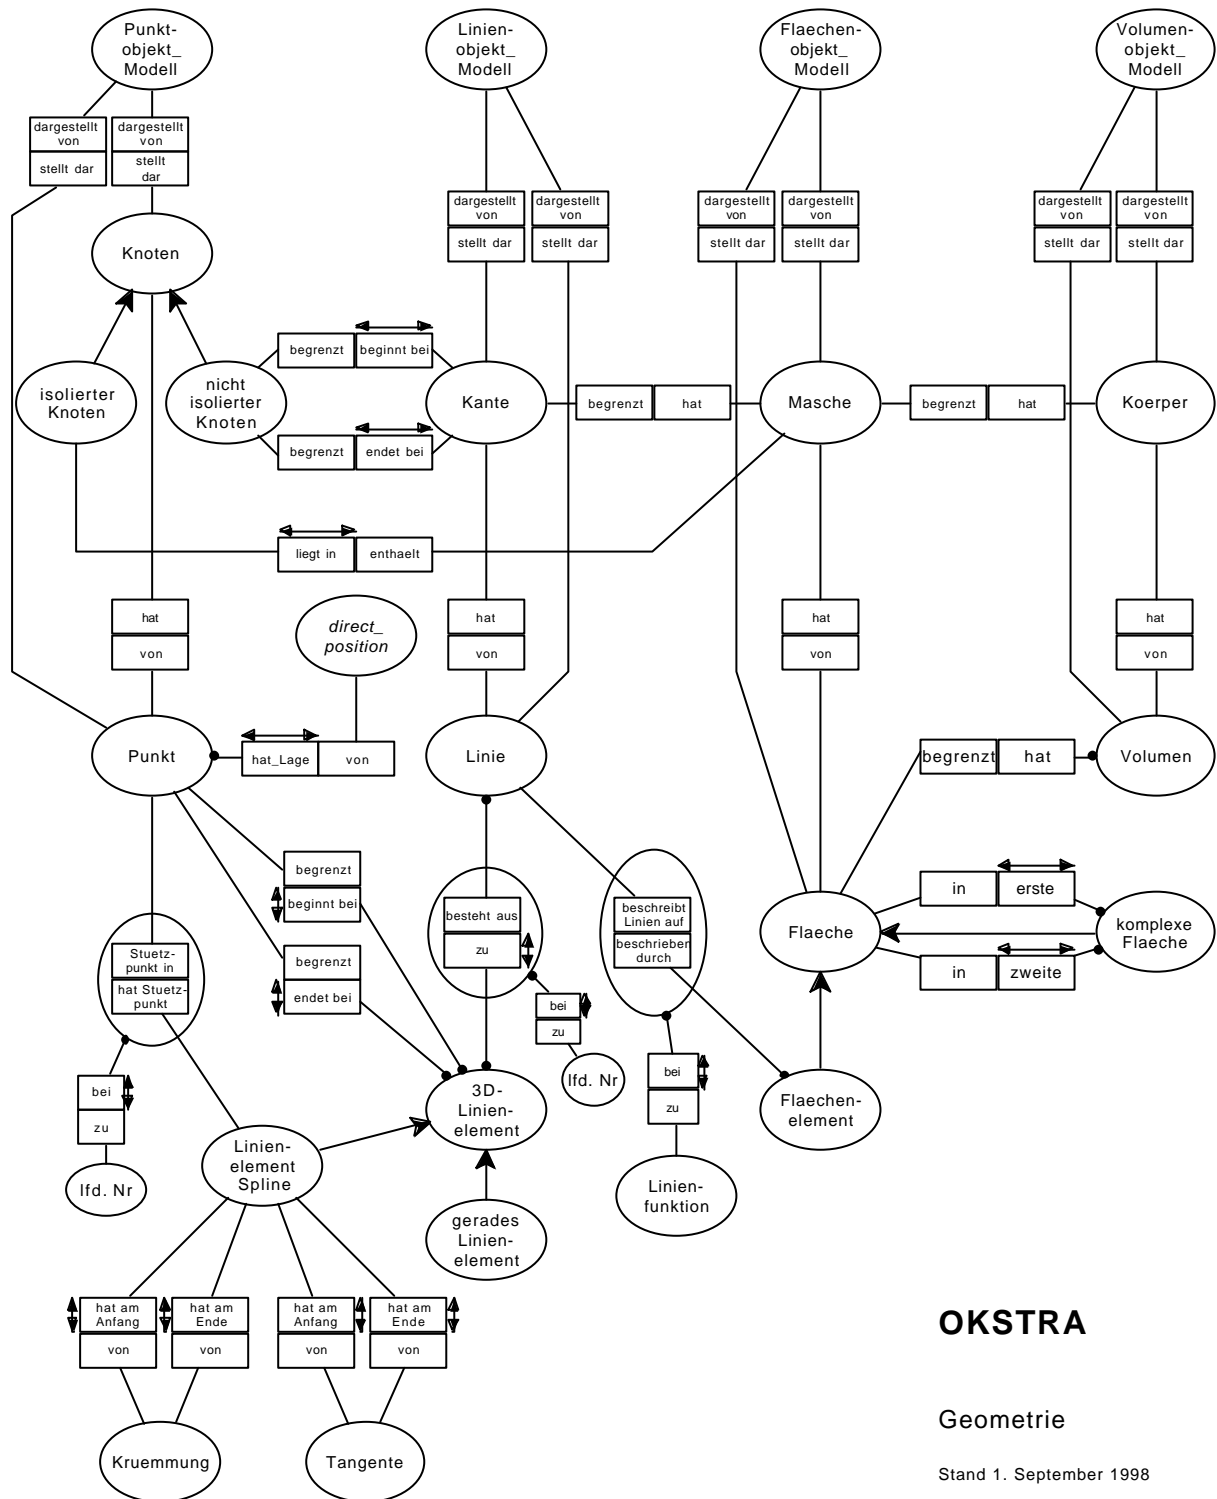 Punkt-
objekt_
Modell
Linien-
objekt_
Modell
Flaechen-
objekt_
Modell
Volumen-
objekt_
Modell
dargestellt
von
stellt dar
dargestellt
von
stellt
dar
dargestellt
von
stellt dar
dargestellt
von
stellt dar
dargestellt
von
stellt dar
dargestellt
von
stellt dar
dargestellt
von
stellt dar
dargestellt
von
stellt dar
Knoten
begrenzt
beginnt bei
isolierter
Knoten
nicht
isolierter
Knoten
Kante
begrenzt
hat
Masche
begrenzt
hat
Koerper
begrenzt
endet bei
liegt in
enthaelt
hat
von
direct_
position
hat
von
hat
von
hat
von
Punkt
hat_Lage
von
Linie
begrenzt
hat
Volumen
begrenzt
beginnt bei
besteht aus
zu
beschreibt
Linien auf
beschrieben
durch
Flaeche
in
erste
komplexe
Flaeche
in
zweite
Stuetz-
punkt in
hat Stuetz-
punkt
begrenzt
endet bei
bei
zu
lfd. Nr
bei
zu
bei
zu
lfd. Nr
3D-
Linien-
element
Flaechen-
element
Linien-
element
Spline
Linien-
funktion
gerades
Linien-
element
hat am
Anfang
von
hat am
Ende
von
hat am
Anfang
von
hat am
Ende
von
Kruemmung
Tangente
OKSTRA
Geometrie
Stand 1. September 1998